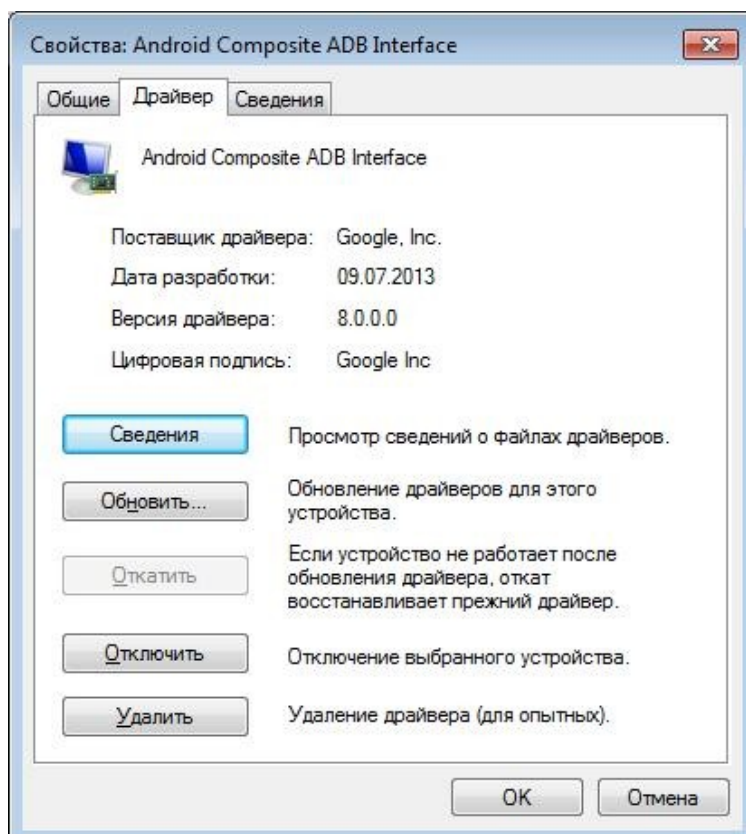 Свойства: Android Composite ADB Interface
Общие Драйвер Сведения
Android Composite ADB Interface
Поставщик драйвера: Google, Inc.
Дата разработки: 09.07.2013
Версия драйвера: 8.0.0.0
Цифровая подпись: Google Inc
Сведения Просмотр сведений о файлах драйверов.
Обновить... Обновление драйверов для этого
устройства.
Откатить Если устройство не работает после
обновления драйвера, откат
восстанавливает прежний драйвер.
Отключить Отключение выбранного устройства.
Удалить Удаление драйвера (для опытных).
OK Отмена